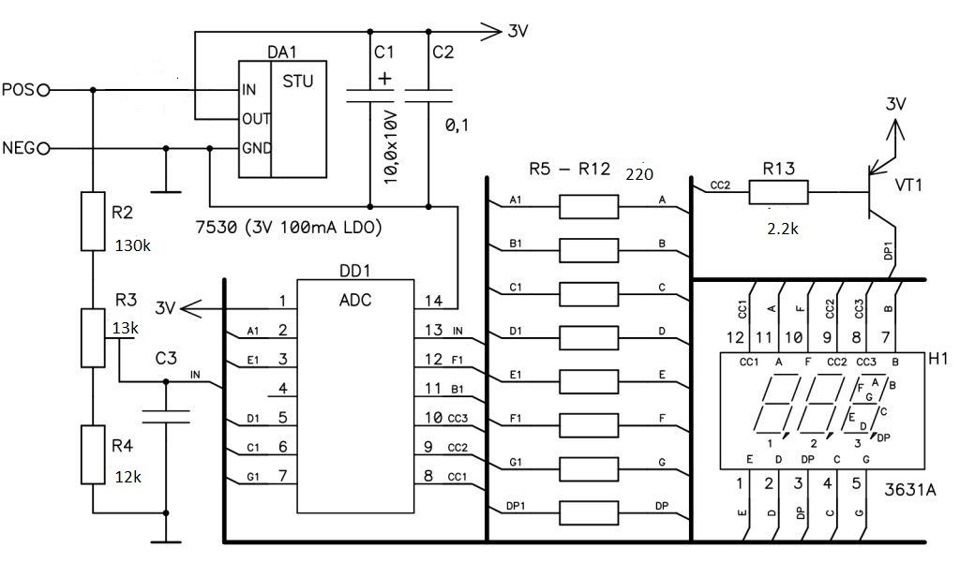 3V
DA1
C1
C2
STU
+
POS
IN
OUT
10,0x10V
0,1
NEG
GND
3V
R5 – R12 220
R13
VT1
CC2
2.2k
DP1
R2
130k
7530 (3V 100mA LDO)
A1 A
B1 B
C1 C
D1 D
E1 E
F1 F
G1 G
DP1 DP
DD1
ADC
3V
1 14
A1 2 13 IN
E1 3 12 F1
4 11 B1
D1 5 10 CC3
C1 6 9 CC2
G1 7 8 CC1
R3
13k
C3
IN
R4
12k
CC1 A F CC2 CC3 B
12 11 10 9 8 7
CC1 A F CC2 CC3 B
H1
F A B
G
E C
D
1 2 3 DP
E D DP C G
1 2 3 4 5
3631A
E D DP C G